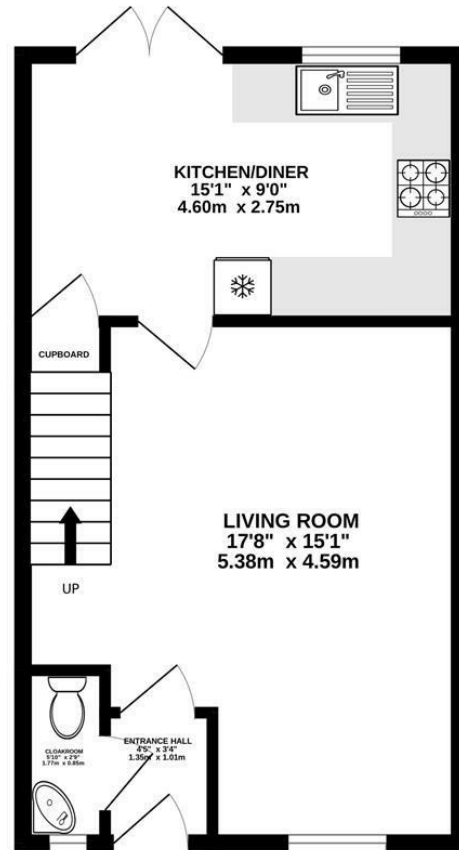 KITCHEN/DINER
15'1" x 9'0"
4.60m x 2.75m
CUPBOARD
LIVING ROOM
17'8" x 15'1"
5.38m x 4.59m
UP
CLOAKROOM
5'10" x 2'9"
1.77m x 0.85m
ENTRANCE HALL
4'5" x 3'4"
1.35m x 1.01m